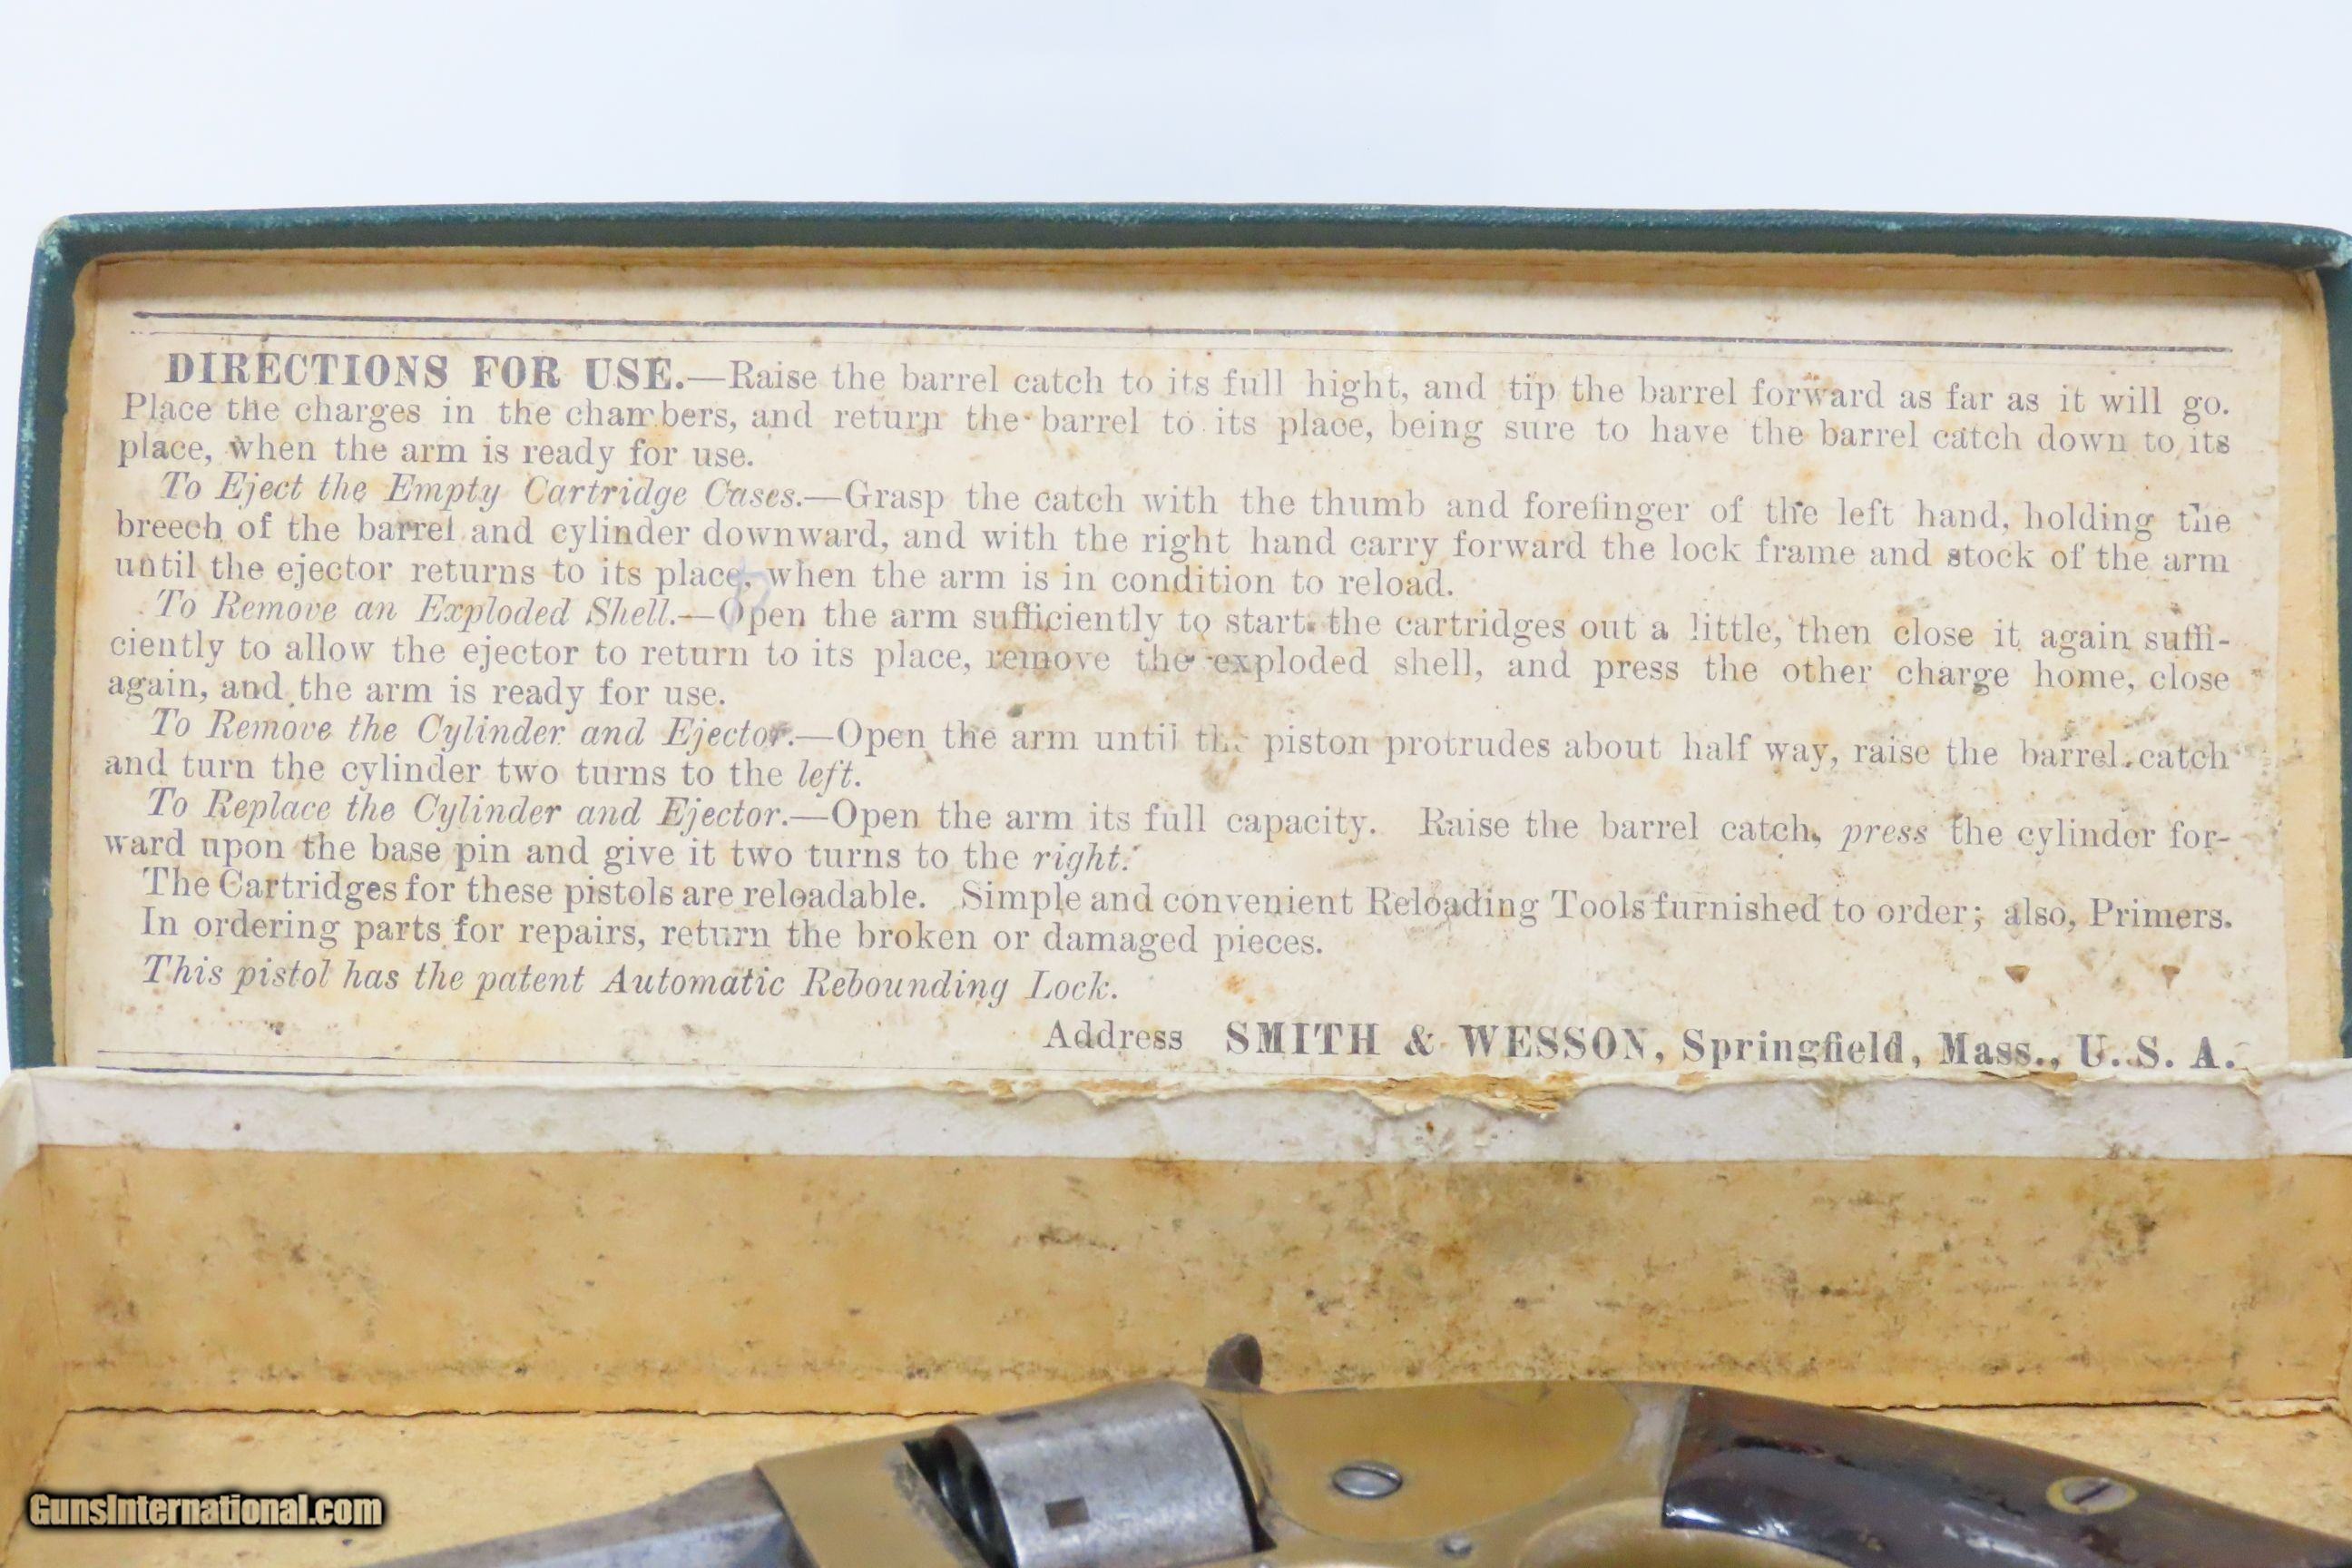 DIRECTIONS FOR USE.—Raise the barrel catch to its full hight, and tip the barrel forward as far as it will go.
Place the charges in the chambers, and return the barrel to its place, being sure to have the barrel catch down to its
place, when the arm is ready for use.
To Eject the Empty Cartridge Cases.—Grasp the catch with the thumb and forefinger of the left hand, holding the
breech of the barrel and cylinder downward, and with the right hand carry forward the lock frame and stock of the arm
until the ejector returns to its place, when the arm is in condition to reload.
To Remove an Exploded Shell.—Open the arm sufficiently to start the cartridges out a little, then close it again suffi-
ciently to allow the ejector to return to its place, remove the exploded shell, and press the other charge home, close
again, and the arm is ready for use.
To Remove the Cylinder and Ejector.—Open the arm until the piston protrudes about half way, raise the barrel catch
and turn the cylinder two turns to the left.
To Replace the Cylinder and Ejector.—Open the arm its full capacity. Raise the barrel catch, press the cylinder for-
ward upon the base pin and give it two turns to the right.
The Cartridges for these pistols are reloadable. Simple and convenient Reloading Tools furnished to order; also, Primers.
In ordering parts for repairs, return the broken or damaged pieces.
This pistol has the patent Automatic Rebounding Lock.
Address SMITH & WESSON, Springfield, Mass., U. S. A.
GunsInternational.com